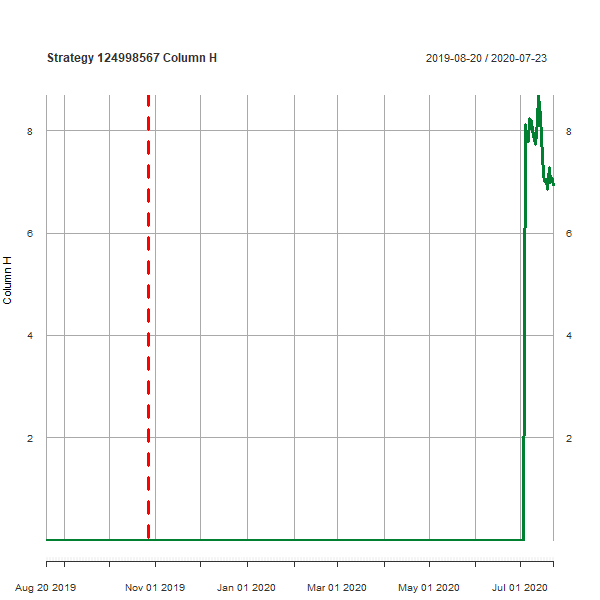 Strategy 124998567 Column H
2019-08-20 / 2020-07-23
8
8
6
6
4
4
2
2
Column H
Aug 20 2019
Nov 01 2019
Jan 01 2020
Mar 01 2020
May 01 2020
Jul 01 2020